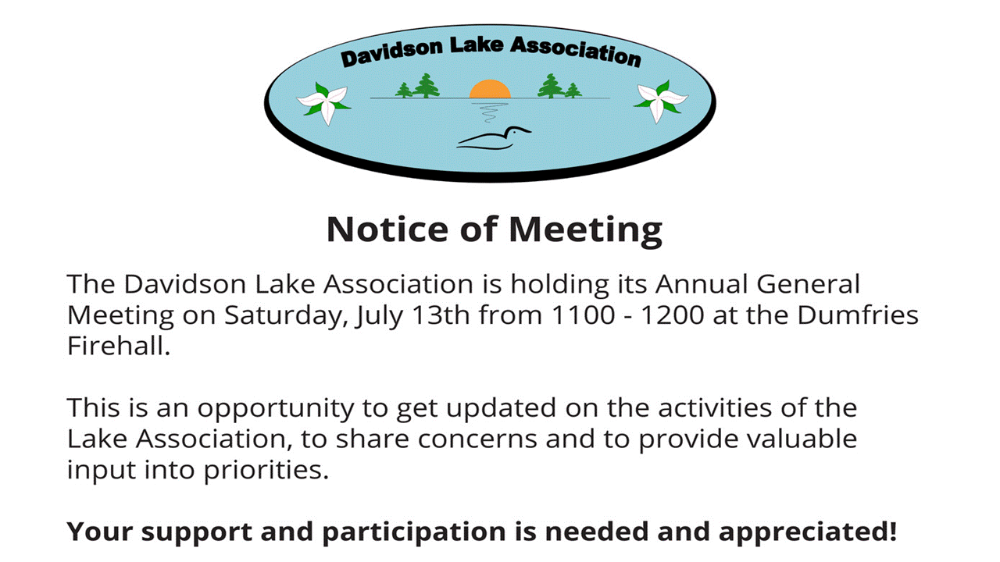 Davidson Lake Association
Notice of Meeting
The Davidson Lake Association is holding its Annual General
Meeting on Saturday, July 13th from 1100 - 1200 at the Dumfries
Firehall.
This is an opportunity to get updated on the activities of the
Lake Association, to share concerns and to provide valuable
input into priorities.
Your support and participation is needed and appreciated!